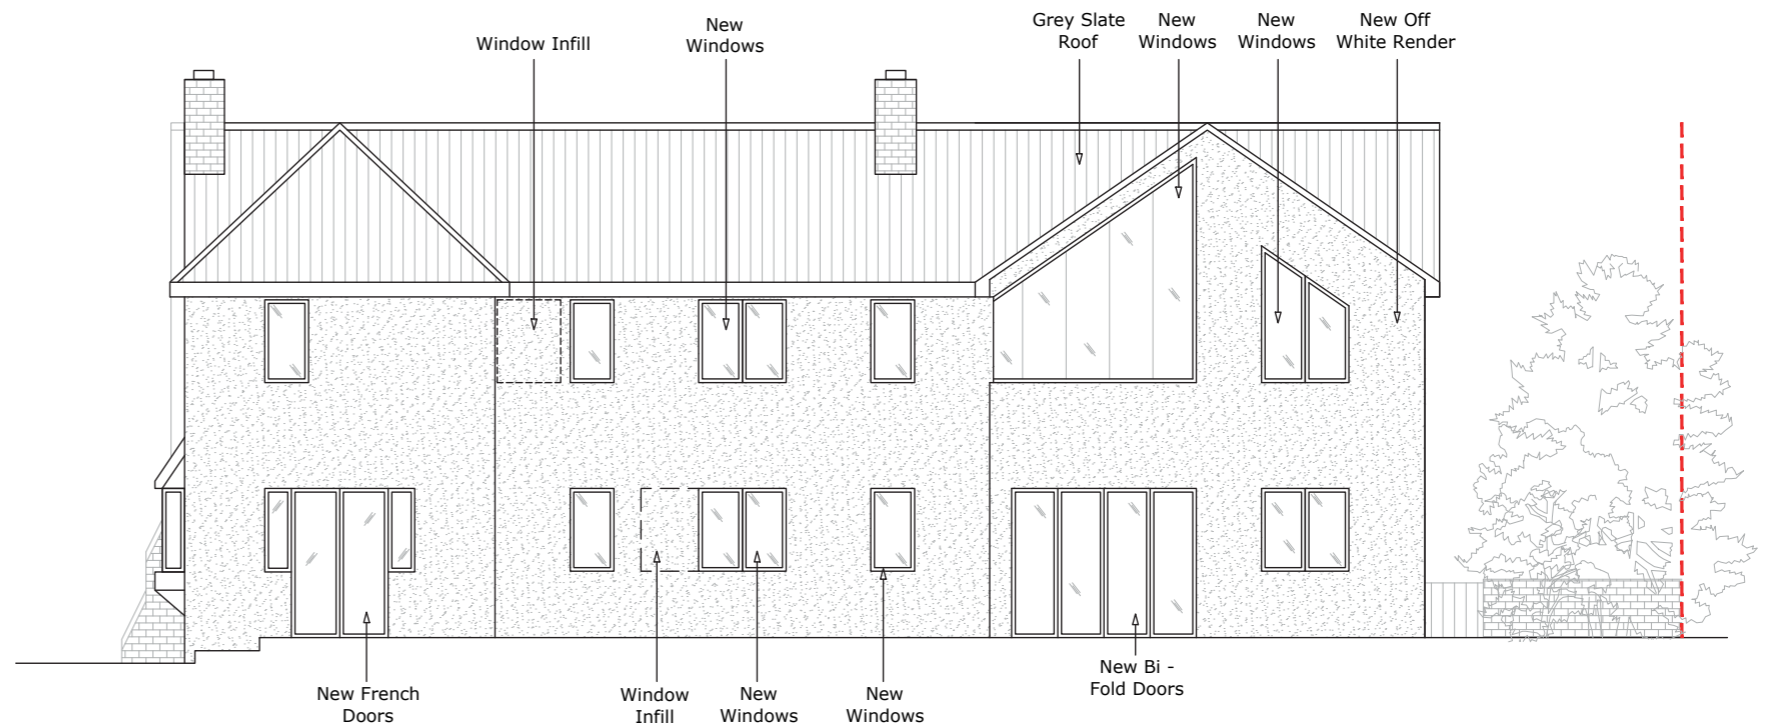 Window Infill
New
Windows
Grey Slate
Roof
New
Windows
New
Windows
New Off
White Render
New French
Doors
Window
Infill
New
Windows
New
Windows
New Bi -
Fold Doors